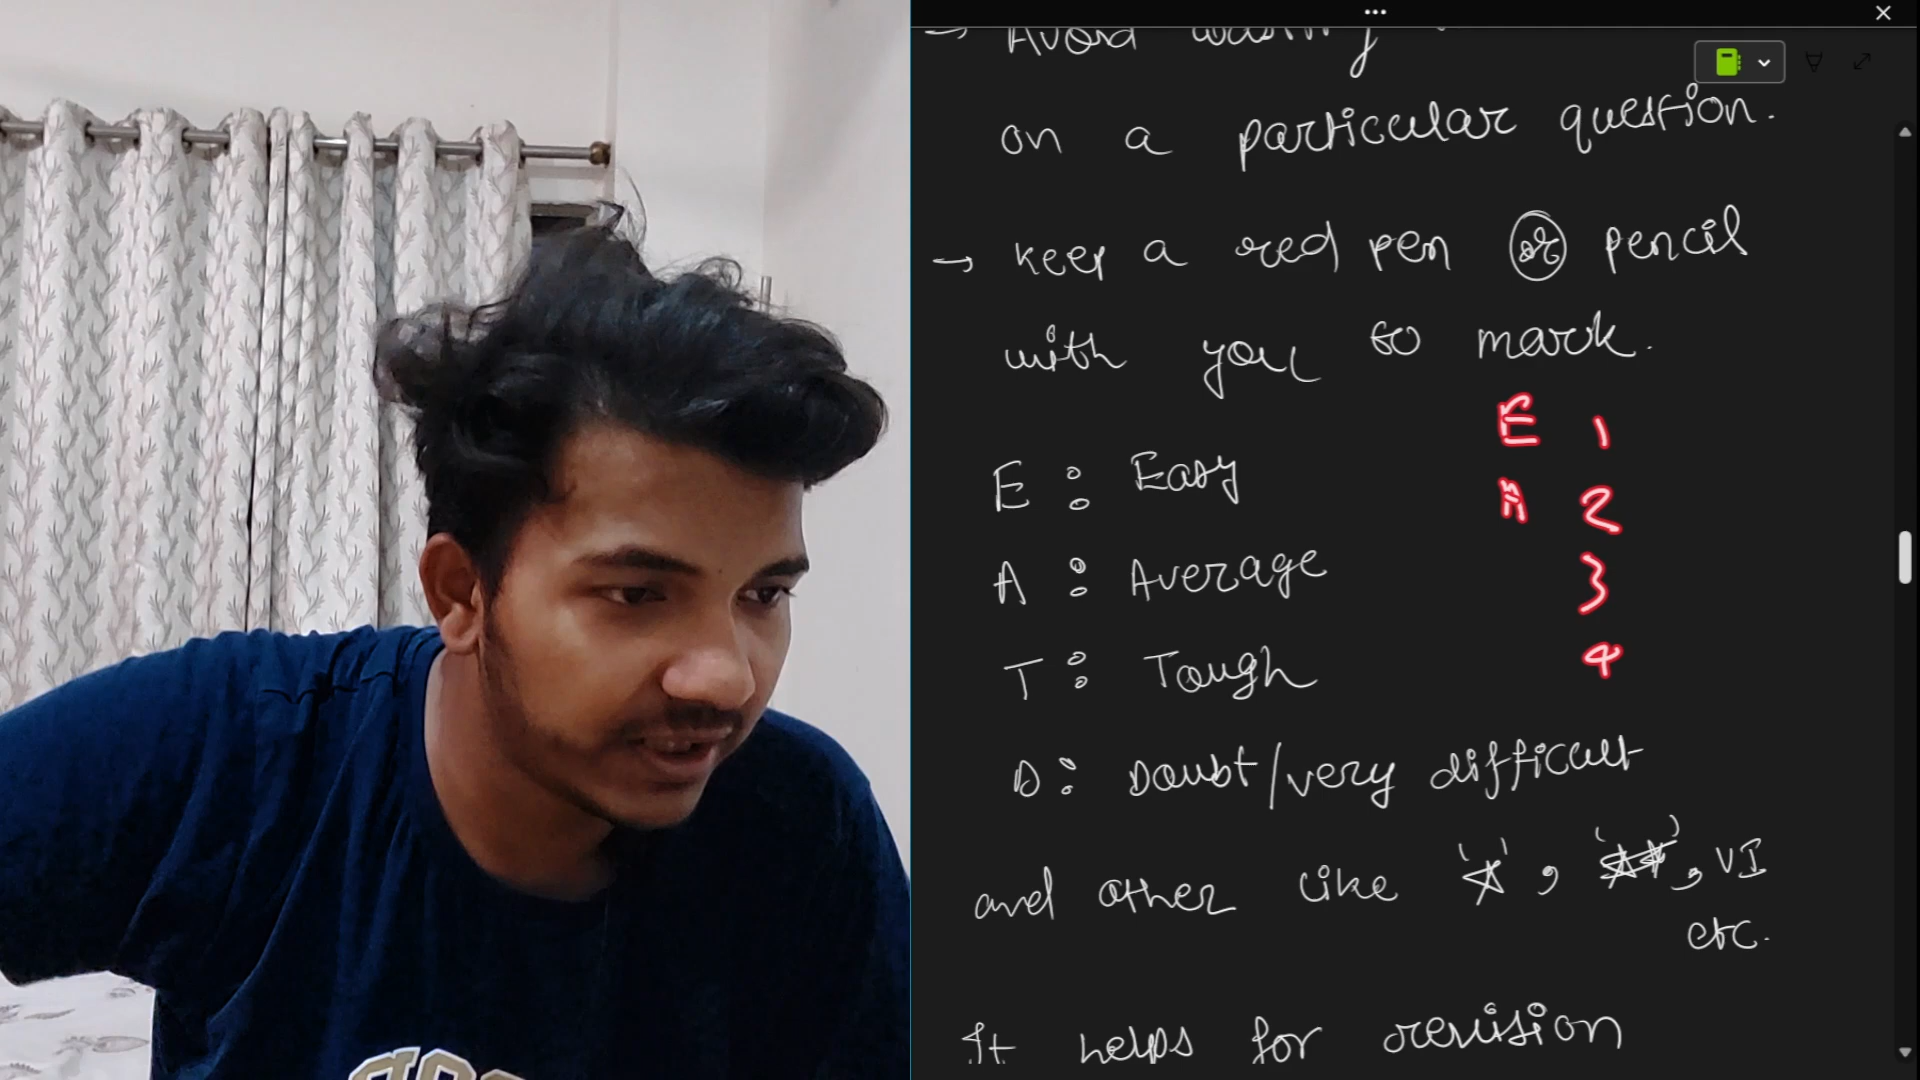 → Avoid
on a particular question.
→ keep a red pen or pencil
with you to mark.
E 1
E : Easy
A 2
A : Average
3
T : Tough
4
D : Doubt/very difficult
and other like '☆', '☆☆', VI
etc.
It helps for revision